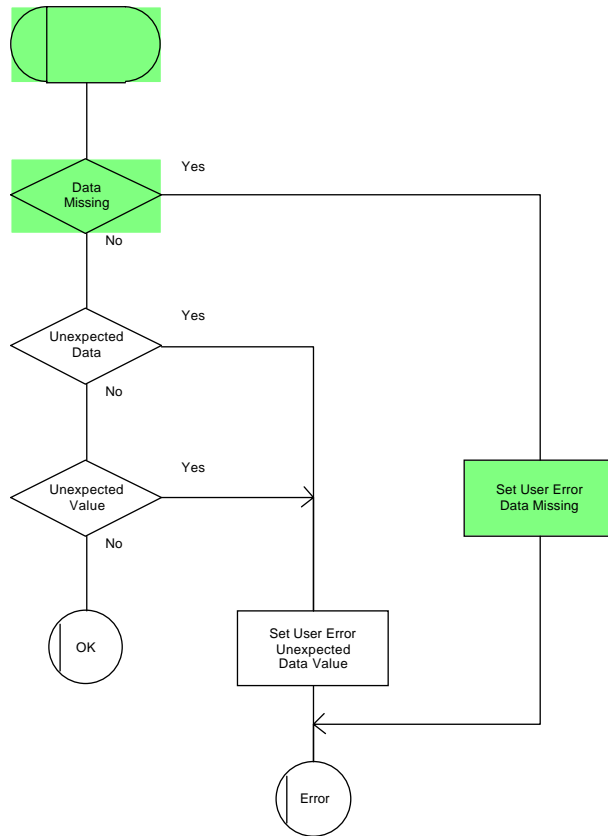 Yes
Data
Missing
No
Yes
Unexpected
Data
No
Yes
Unexpected
Value
No
Set User Error
Data Missing
OK
Set User Error
Unexpected
Data Value
Error